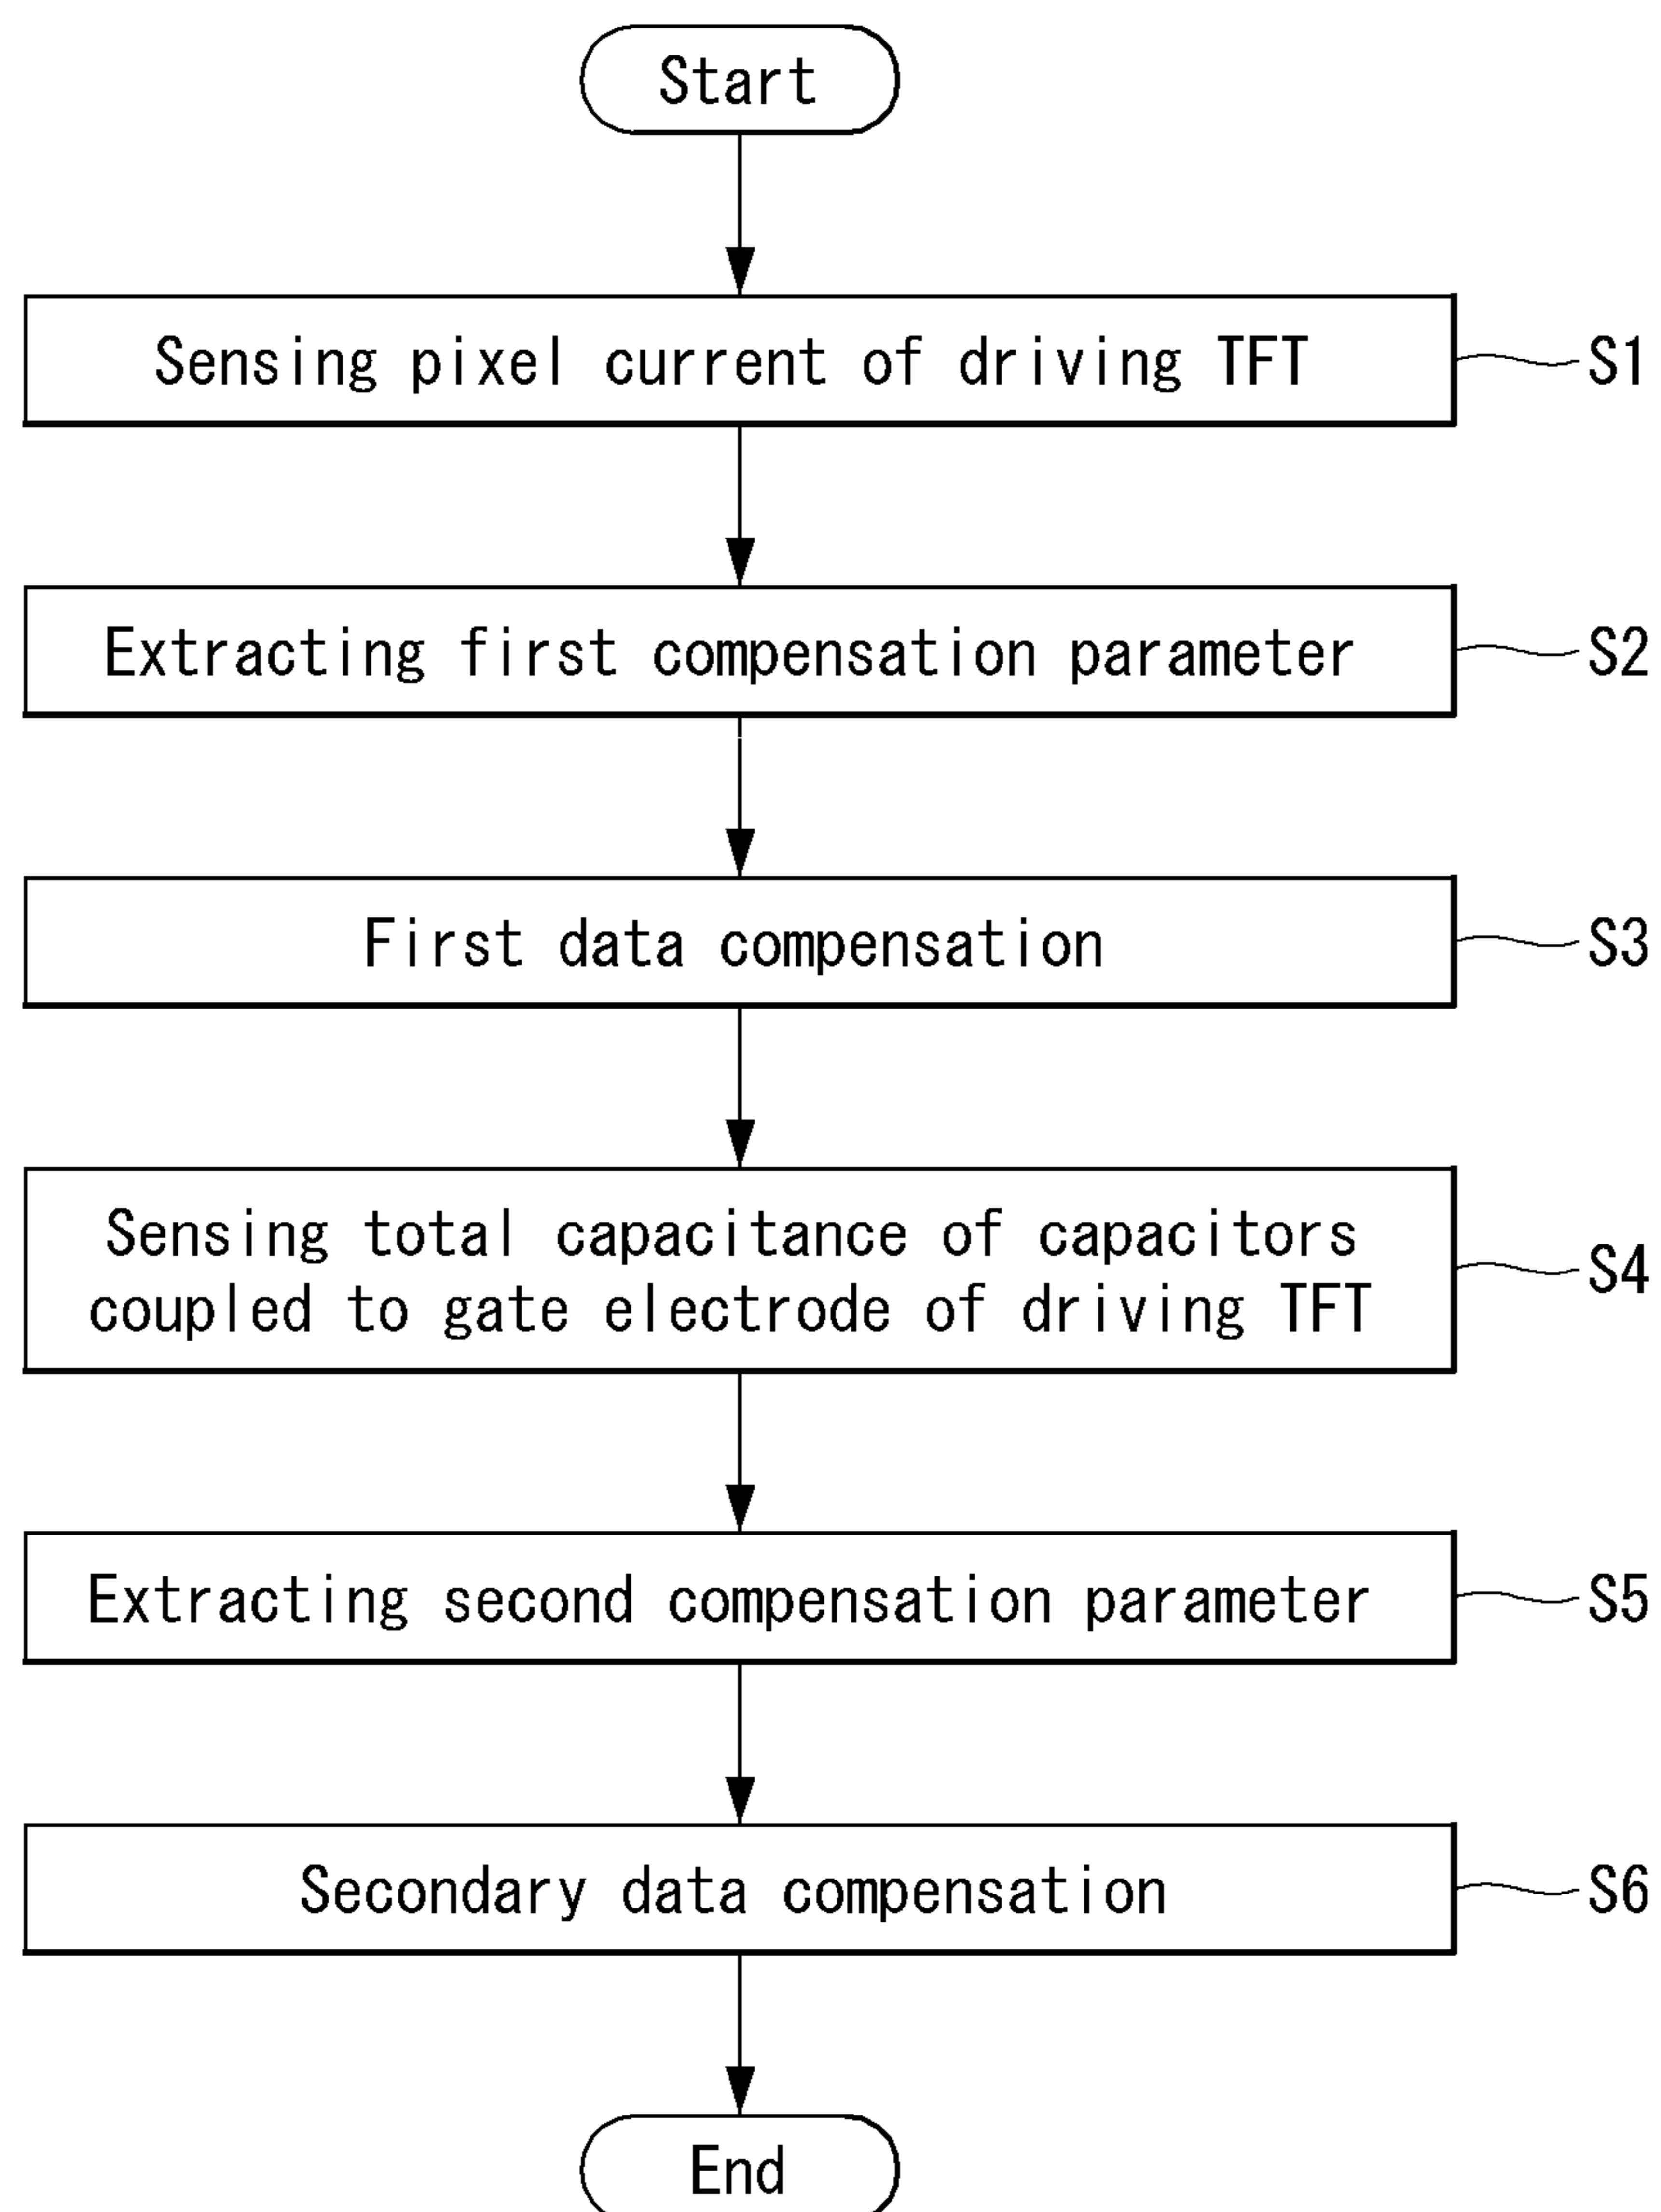 Start
Sensing pixel current of driving TFT
S1
Extracting first compensation parameter
S2
First data compensation
S3
Sensing total capacitance of capacitors
coupled to gate electrode of driving TFT
S4
Extracting second compensation parameter
S5
Secondary data compensation
S6
End